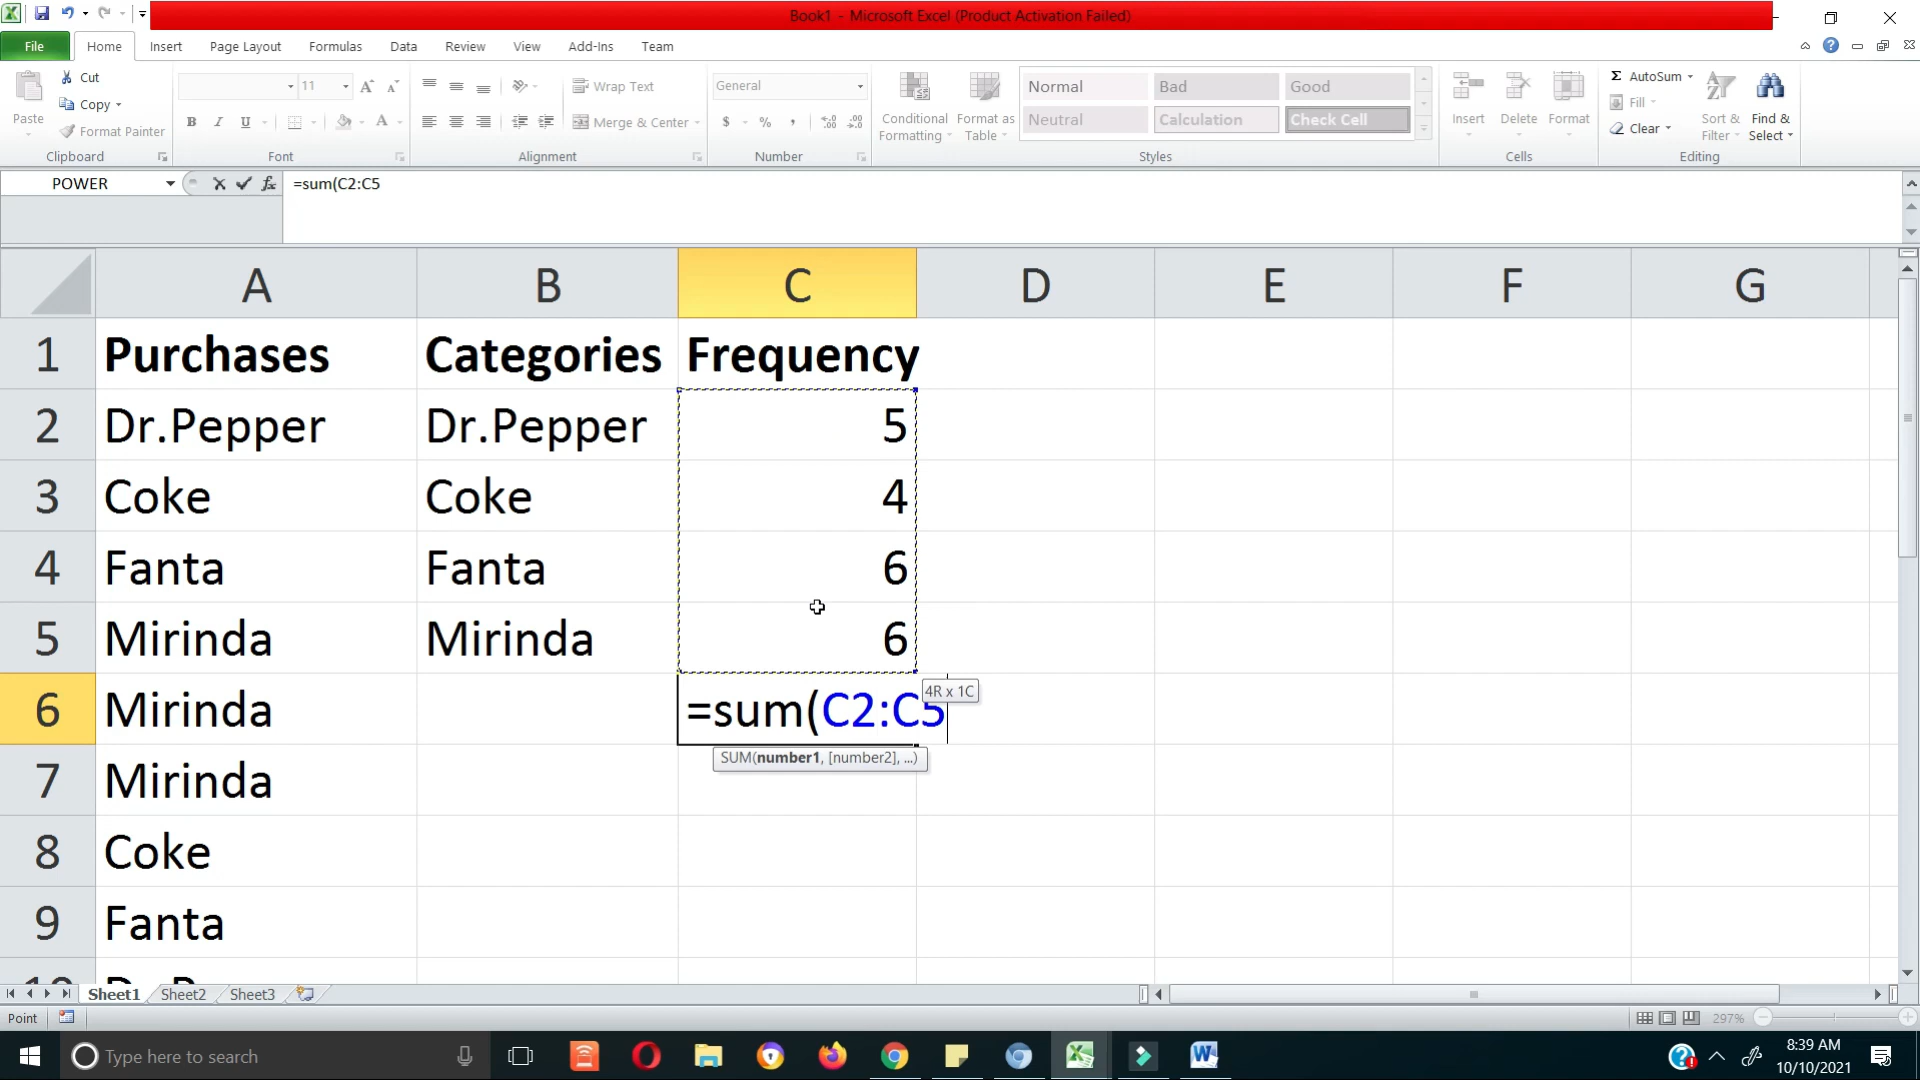 Book1 - Microsoft Excel (Product Activation Failed)
File Home Insert Page Layout Formulas Data Review View Add-Ins Team
Paste Cut Copy Format Painter Clipboard
11 B I U Font
Wrap Text Merge & Center Alignment
General $ % , Number
Conditional Formatting Format as Table
Normal Bad Good
Neutral Calculation Check Cell
Styles
Insert Delete Format Cells
Σ AutoSum Fill Clear Sort & Filter Find & Select Editing
POWER fx =sum(C2:C5
A B C D E F G
1 Purchases Categories Frequency
2 Dr.Pepper Dr.Pepper 5
3 Coke Coke 4
4 Fanta Fanta 6
5 Mirinda Mirinda 6
4R x 1C
6 Mirinda =sum(C2:C5
SUM(number1, [number2], ...)
7 Mirinda
8 Coke
9 Fanta
Sheet1 Sheet2 Sheet3
Point 297%
Type here to search
8:39 AM
10/10/2021